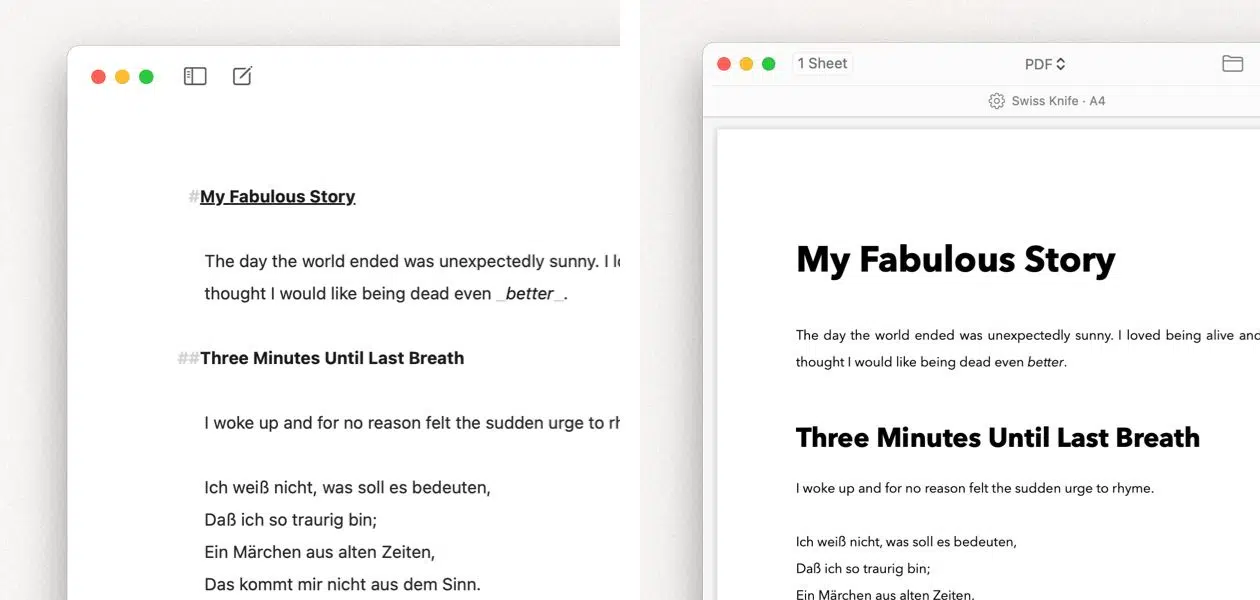 #My Fabulous Story
The day the world ended was unexpectedly sunny. I
thought I would like being dead even _better_.
##Three Minutes Until Last Breath
I woke up and for no reason felt the sudden urge to
Ich weiß nicht, was soll es bedeuten,
Daß ich so traurig bin;
Ein Märchen aus alten Zeiten,
Das kommt mir nicht aus dem Sinn.
1 Sheet
PDF
Swiss Knife · A4
My Fabulous Story
The day the world ended was unexpectedly sunny. I loved being alive and
thought I would like being dead even better.
Three Minutes Until Last Breath
I woke up and for no reason felt the sudden urge to rhyme.
Ich weiß nicht, was soll es bedeuten,
Daß ich so traurig bin;
Ein Märchen aus alten Zeiten,